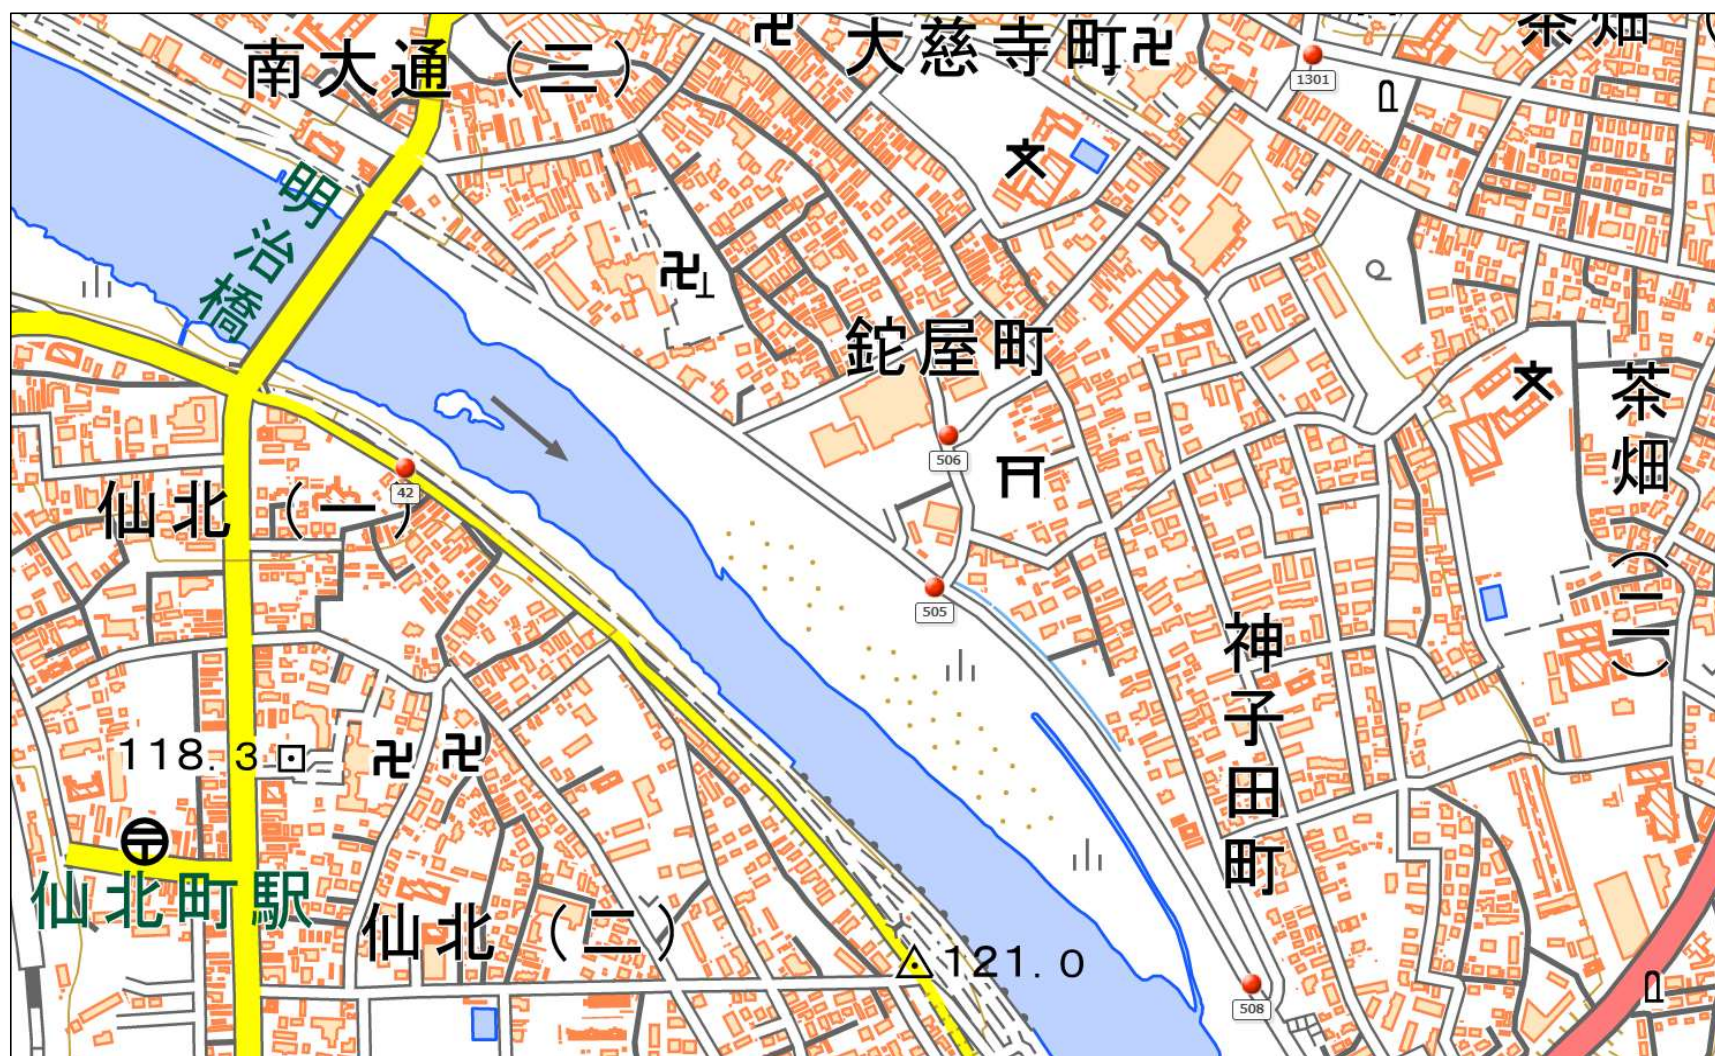 南大通（三）
大慈寺町
茶畑（
1301
明治橋
鉈屋町
506
42
仙北（一）
505
茶畑（二）
神子田町
118.3
仙北町駅
仙北（二）
121.0
508